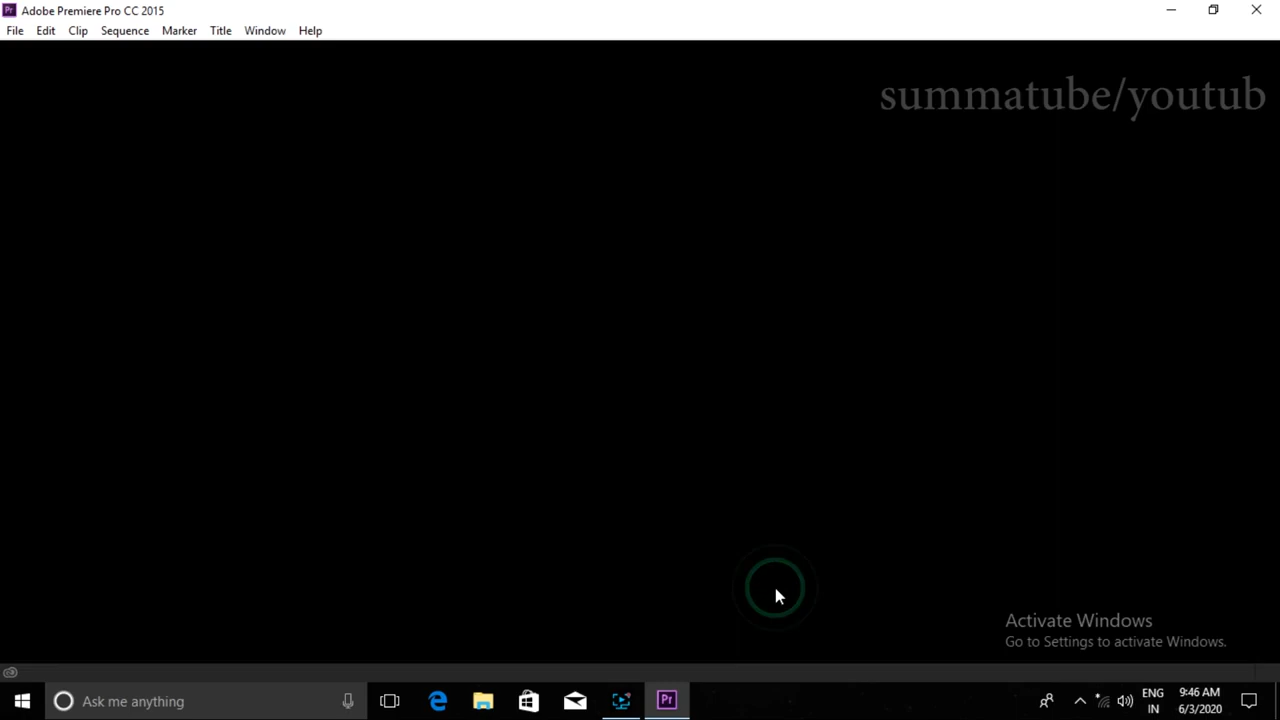 Adobe Premiere Pro CC 2015
File Edit Clip Sequence Marker Title Window Help
summatube/youtub
Activate Windows
Go to Settings to activate Windows.
Ask me anything
Pr
ENG
IN
9:46 AM
6/3/2020